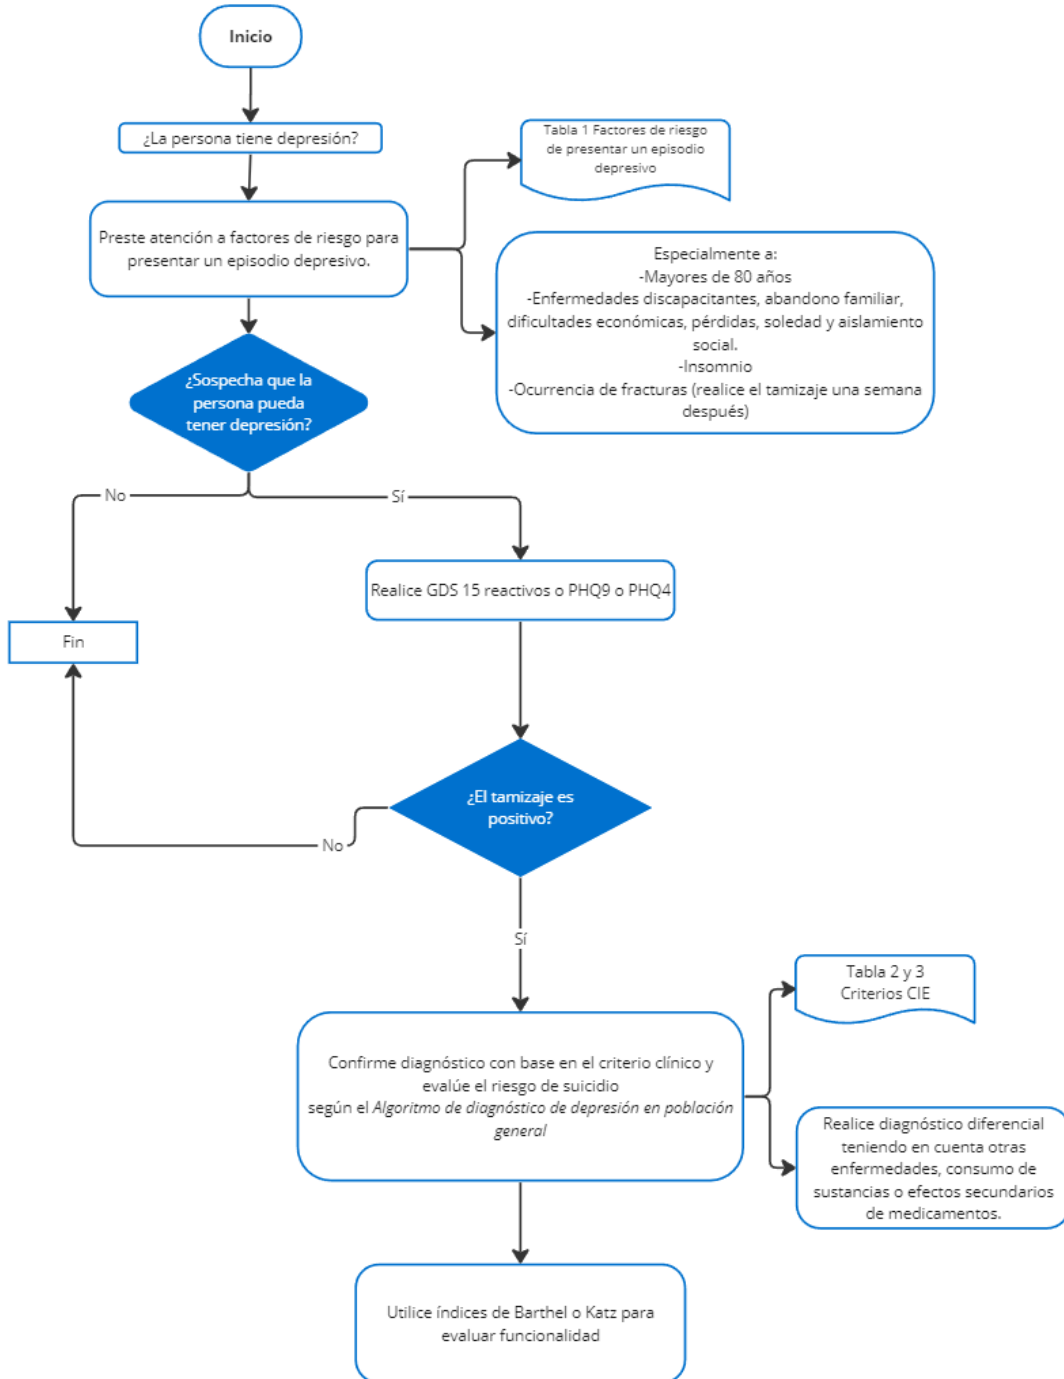 Inicio
¿La persona tiene depresión?
Tabla 1 Factores de riesgo
de presentar un episodio
depresivo
Preste atención a factores de riesgo para
presentar un episodio depresivo.
Especialmente a:
-Mayores de 80 años
-Enfermedades discapacitantes, abandono familiar,
dificultades económicas, pérdidas, soledad y aislamiento
social.
-Insomnio
-Ocurrencia de fracturas (realice el tamizaje una semana
después)
¿Sospecha que la
persona pueda
tener depresión?
No
Sí
Realice GDS 15 reactivos o PHQ9 o PHQ4
Fin
¿El tamizaje es
positivo?
No
Sí
Tabla 2 y 3
Criterios CIE
Confirme diagnóstico con base en el criterio clínico y
evalúe el riesgo de suicidio
según el Algoritmo de diagnóstico de depresión en población
general
Realice diagnóstico diferencial
teniendo en cuenta otras
enfermedades, consumo de
sustancias o efectos secundarios
de medicamentos.
Utilice índices de Barthel o Katz para
evaluar funcionalidad